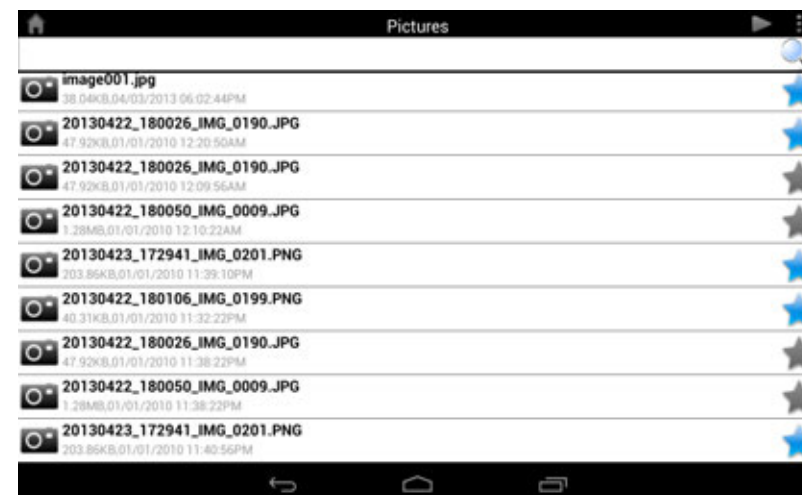 Pictures
image001.jpg
38.04KB,04/03/2013 06:02:44PM
20130422_180026_IMG_0190.JPG
47.92KB,01/01/2010 12:20:50AM
20130422_180026_IMG_0190.JPG
47.92KB,01/01/2010 12:09:56AM
20130422_180050_IMG_0009.JPG
1.28MB,01/01/2010 12:10:22AM
20130423_172941_IMG_0201.PNG
203.86KB,01/01/2010 11:39:10PM
20130422_180106_IMG_0199.PNG
40.31KB,01/01/2010 11:32:22PM
20130422_180026_IMG_0190.JPG
47.92KB,01/01/2010 11:38:22PM
20130422_180050_IMG_0009.JPG
1.28MB,01/01/2010 11:38:22PM
20130423_172941_IMG_0201.PNG
203.86KB,01/01/2010 11:40:56PM